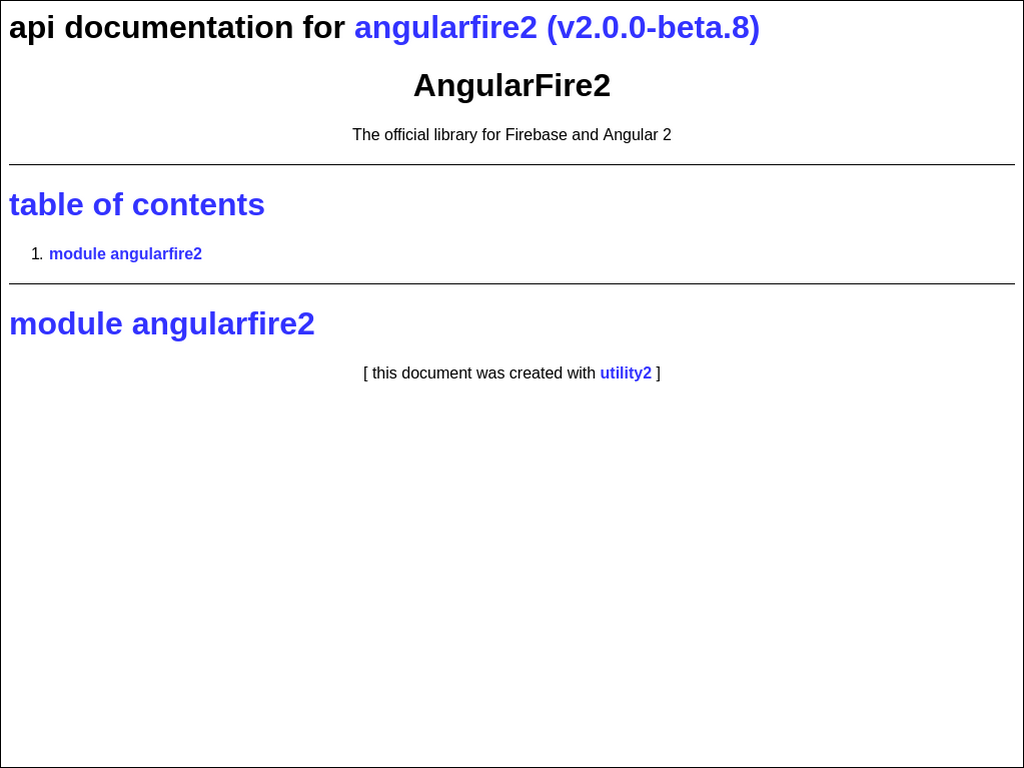 api documentation for angularfire2 (v2.0.0-beta.8)
AngularFire2
The official library for Firebase and Angular 2
table of contents
1. module angularfire2
module angularfire2
[ this document was created with utility2 ]